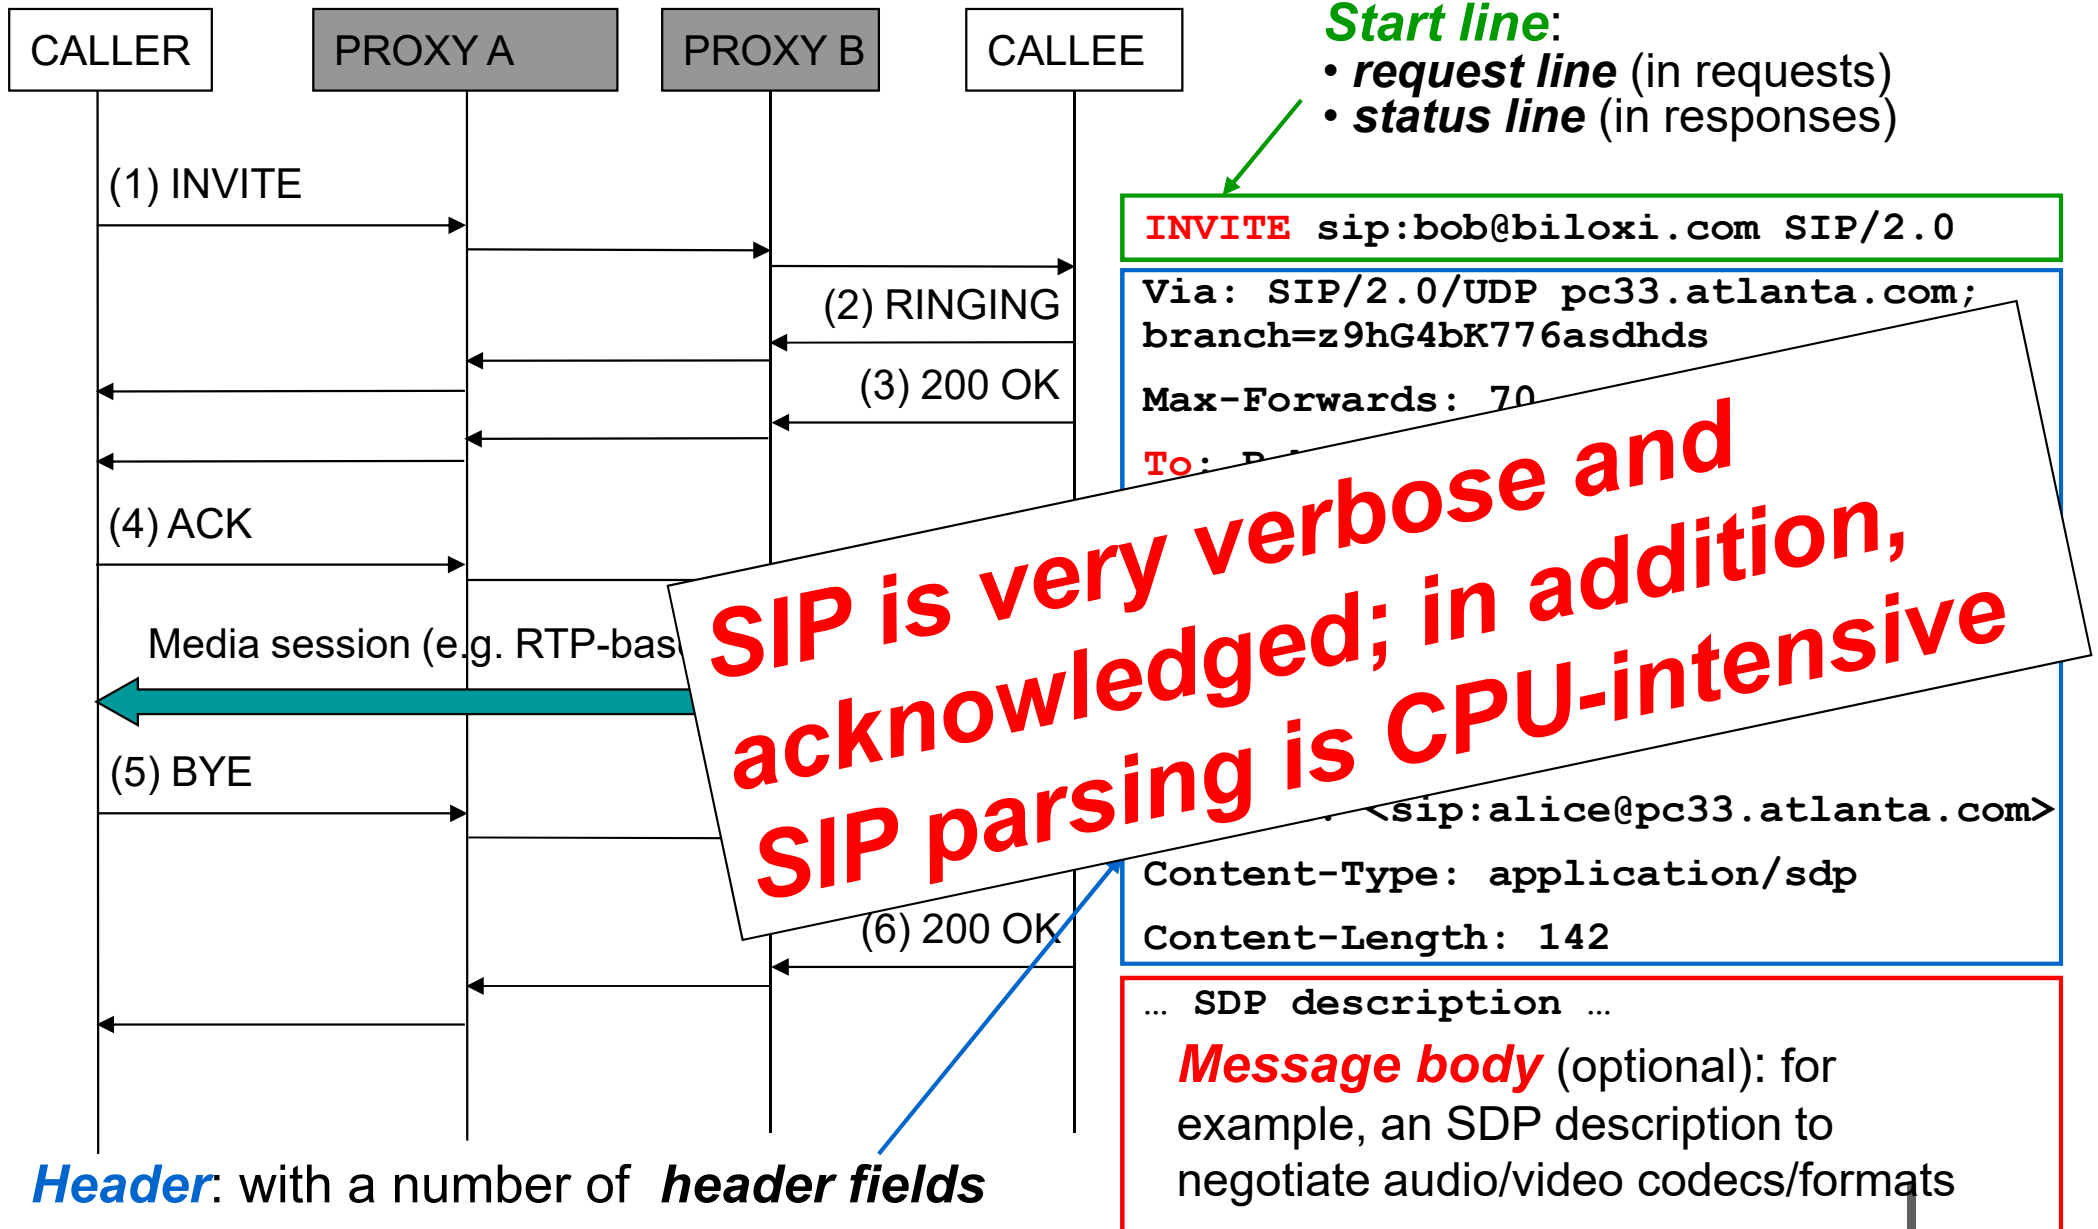 CALLER
PROXY A
PROXY B
CALLEE
Start line:
• request line (in requests)
• status line (in responses)
(1) INVITE
INVITE sip:bob@biloxi.com SIP/2.0
Via: SIP/2.0/UDP pc33.atlanta.com;
branch=z9hG4bK776asdhds
(2) RINGING
(3) 200 OK
Max-Forwards: 70
To:
(4) ACK
SIP is very verbose and
acknowledged; in addition,
SIP parsing is CPU-intensive
Media session (e.g. RTP-bas
(5) BYE
<sip:alice@pc33.atlanta.com>
Content-Type: application/sdp
(6) 200 OK
Content-Length: 142
… SDP description …
Message body (optional): for
example, an SDP description to
negotiate audio/video codecs/formats
Header: with a number of header fields